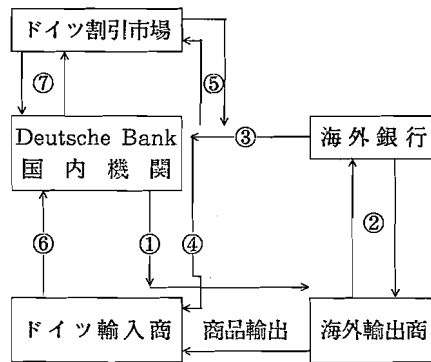 ドイツ割引市場
⑦
⑤
Deutsche Bank
国内機関
③
海外銀行
⑥
①
④
②
ドイツ輸入商
商品輸出
海外輸出商